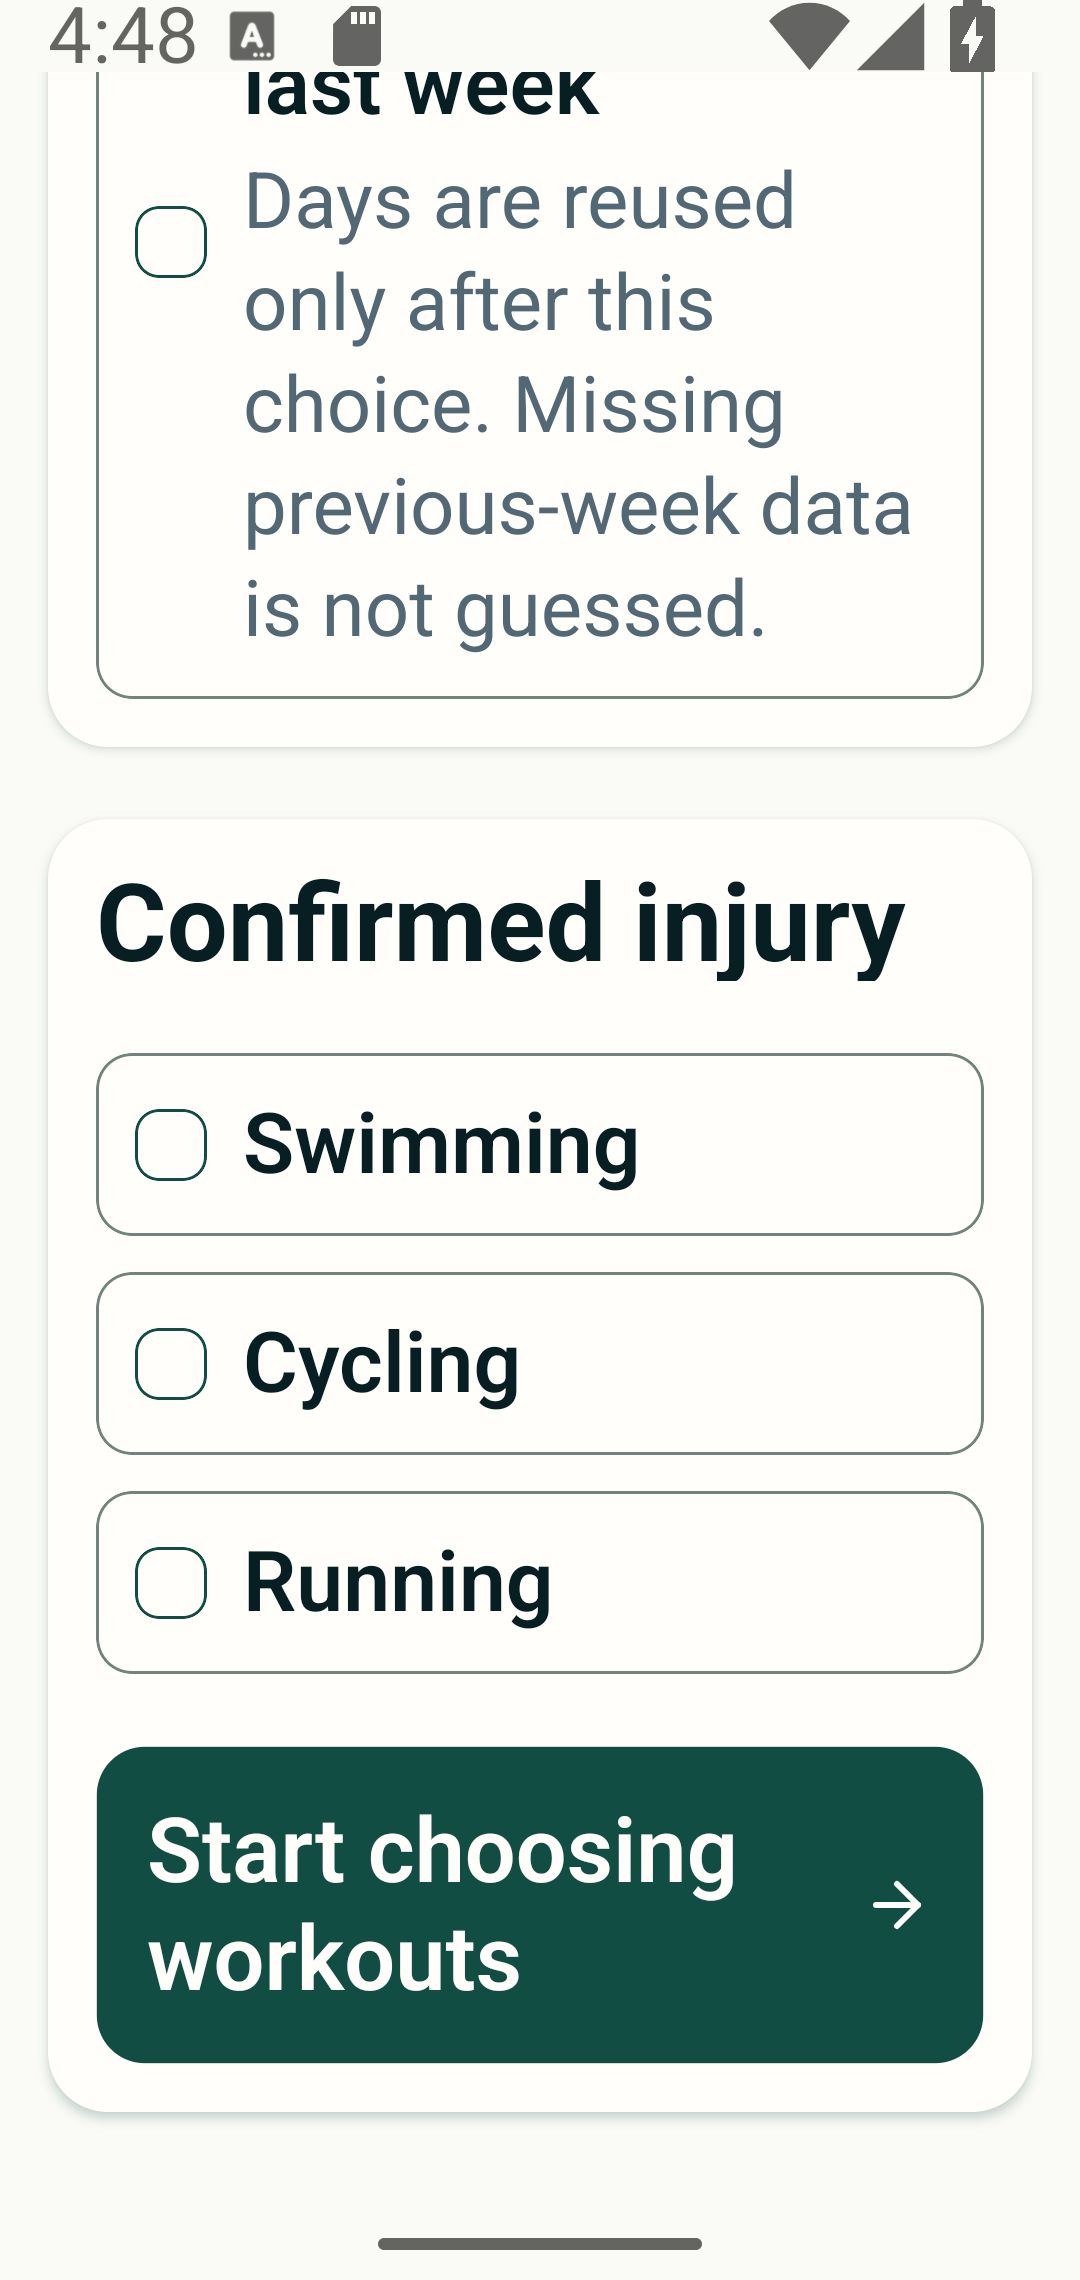 4:48
last week
Days are reused
only after this
choice. Missing
previous-week data
is not guessed.
Confirmed injury
Swimming
Cycling
Running
Start choosing
workouts